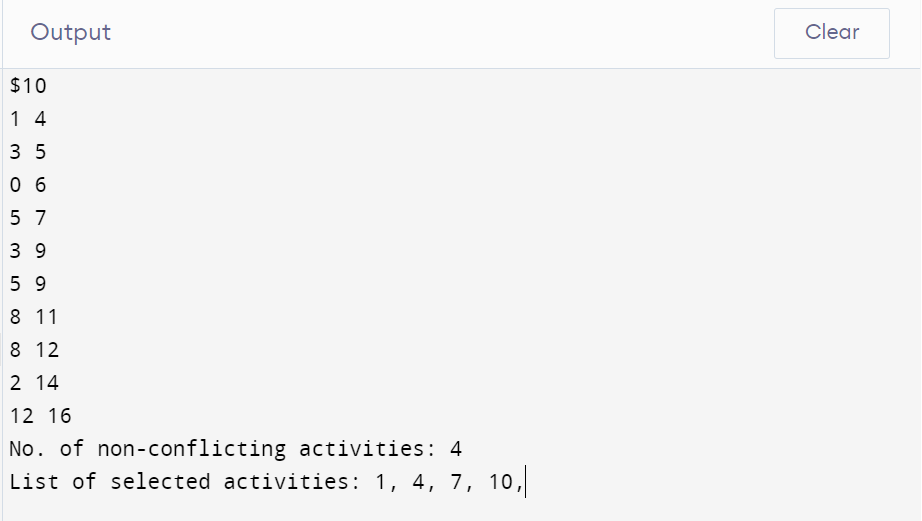 Output
Clear
$10
1 4
3 5
0 6
5 7
3 9
5 9
8 11
8 12
2 14
12 16
No. of non-conflicting activities: 4
List of selected activities: 1, 4, 7, 10,